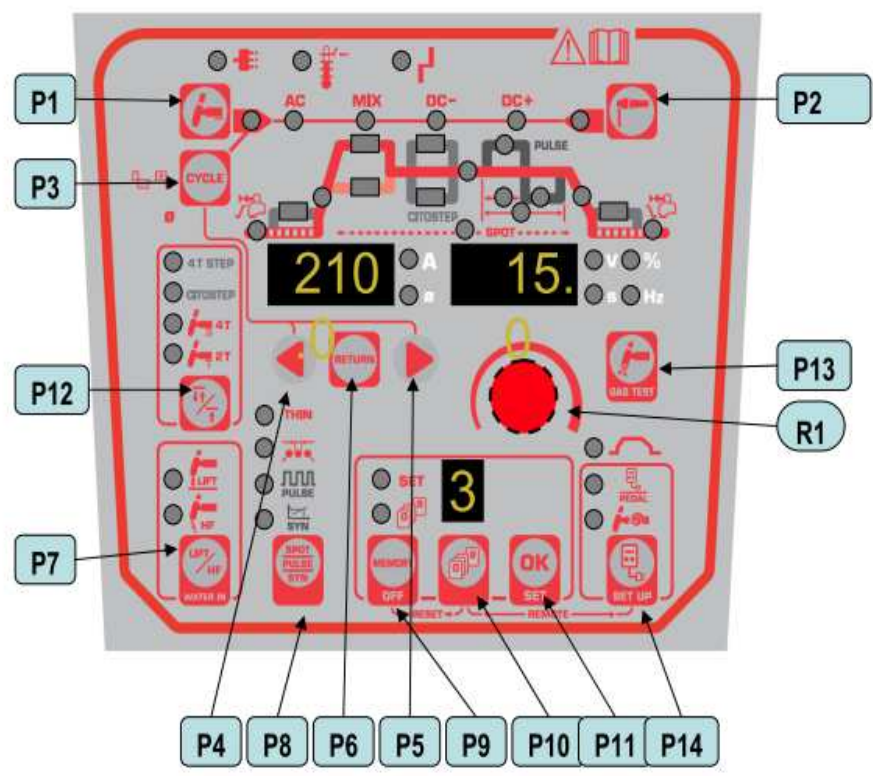 P1
AC MIX DC- DC+
P2
PULSE
P3
CYCLE
ø
CITOSTEP
SPOT
4T STEP
210
A
ø
15.
V
%
s
Hz
CITOSTEP
4T
2T
0
RETURN
0
P13
GAS TEST
P12
R1
THIN
LIFT
HF
PULSE
SYN
SET
3
PEDAL
P7
LIFT/HF
WATER IN
SPOT
PULSE
SYN
MEMORY
OFF
OK
SET
SET UP
RESET
REMOTE
P4 P8 P6 P5 P9 P10 P11 P14